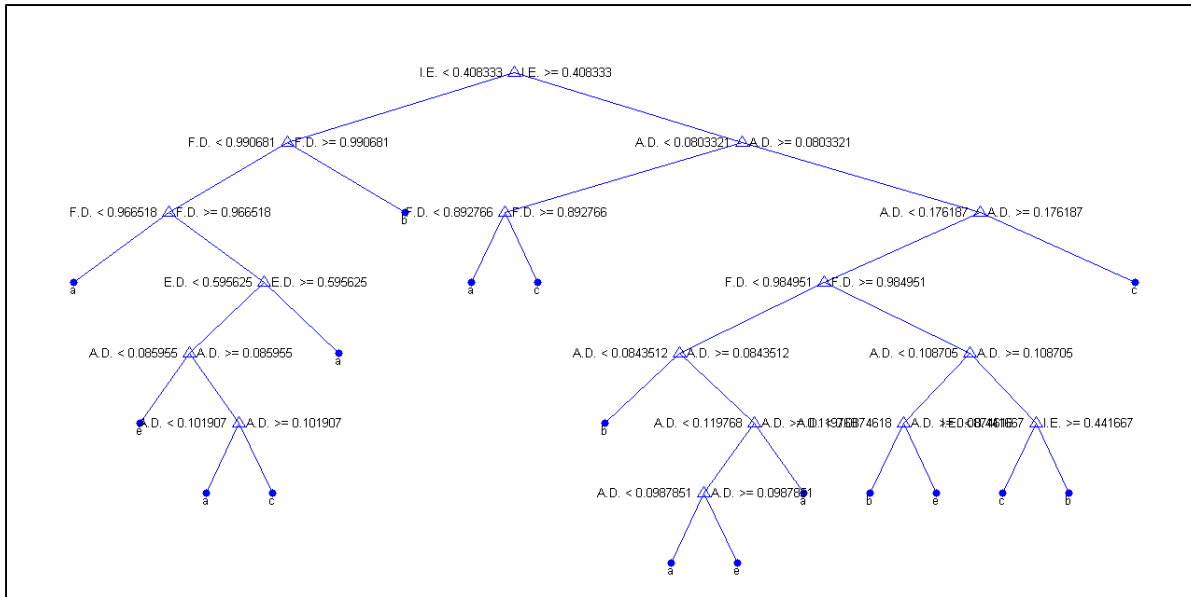 I.E. < 0.408333 I.E. >= 0.408333
F.D. < 0.990681 F.D. >= 0.990681 A.D. < 0.0803321 A.D. >= 0.0803321
F.D. < 0.966518 F.D. >= 0.966518 b F.D. < 0.892766 F.D. >= 0.892766 A.D. < 0.176187 A.D. >= 0.176187
a E.D. < 0.595625 E.D. >= 0.595625 a c F.D. < 0.984951 F.D. >= 0.984951 c
A.D. < 0.085955 A.D. >= 0.085955 a A.D. < 0.0843512 A.D. >= 0.0843512 A.D. < 0.108705 A.D. >= 0.108705
e A.D. < 0.101907 A.D. >= 0.101907 b A.D. < 0.119768 A.D. I.E. >= 0.441667
a c A.D. < 0.0987851 A.D. >= 0.0987851 a b e c b
a e